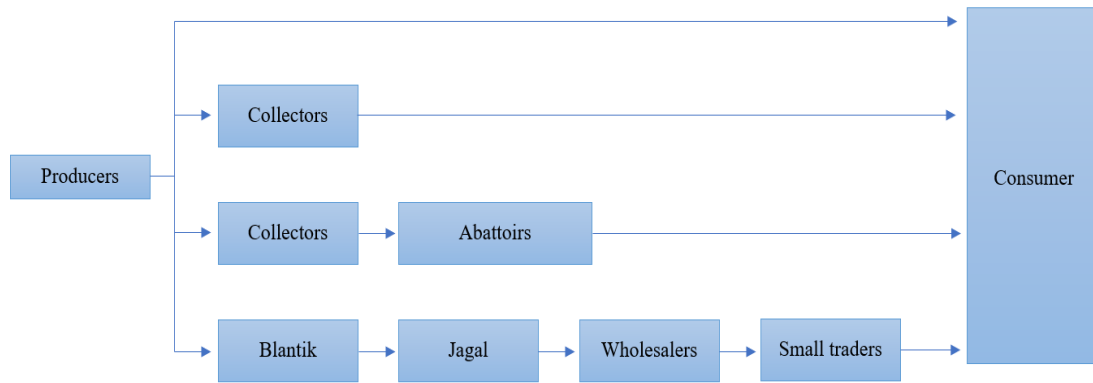 Collectors
Producers
Consumer
Collectors
Abattoirs
Blantik
Jagal
Wholesalers
Small traders